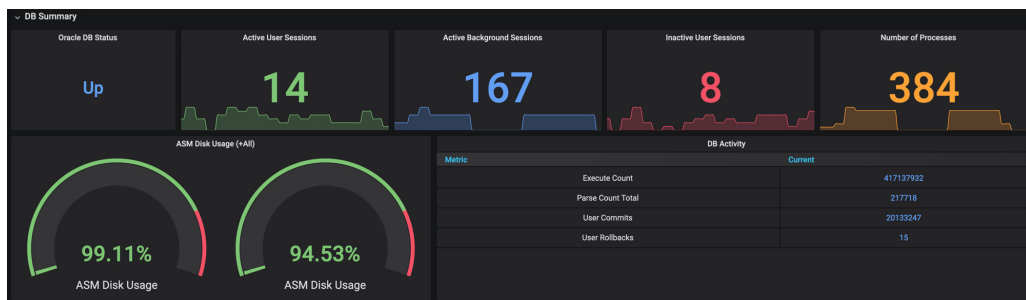 DB Summary
Oracle DB Status
Active User Sessions
Active Background Sessions
Inactive User Sessions
Number of Processes
Up
14
167
8
384
ASM Disk Usage (+All)
99.11%
ASM Disk Usage
94.53%
ASM Disk Usage
DB Activity
Metric Current
Execute Count 417137932
Parse Count Total 217718
User Commits 20133247
User Rollbacks 15